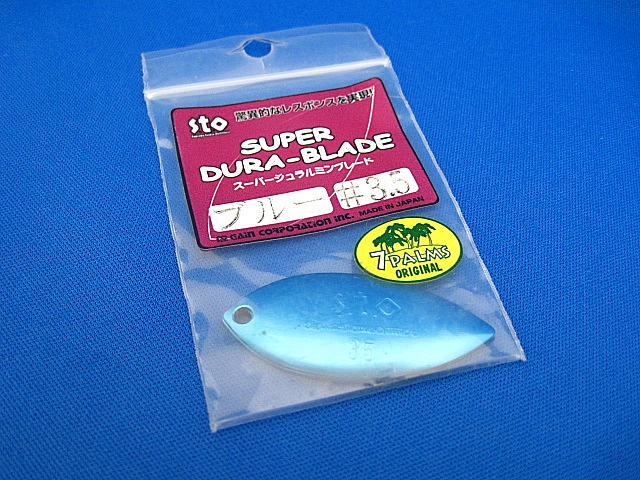 sto
驚異的なレスポンスを実現!
SUPER
DURA-BLADE
スーパージュラルミンブレード
ブルー #3.5
GAIN CORPORATION INC. MADE IN JAPAN
7 PALMS
ORIGINAL
S.T.O
3.5